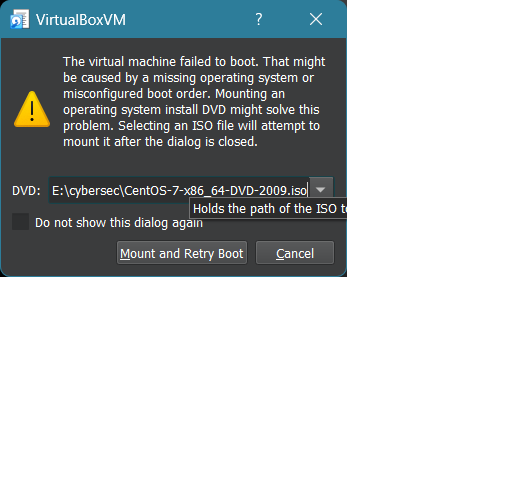 VirtualBoxVM
?
The virtual machine failed to boot. That might
be caused by a missing operating system or
misconfigured boot order. Mounting an
operating system install DVD might solve this
problem. Selecting an ISO file will attempt to
mount it after the dialog is closed.
DVD: E:\cybersec\CentOS-7-x86_64-DVD-2009.iso
Holds the path of the ISO
Do not show this dialog again
Mount and Retry Boot Cancel